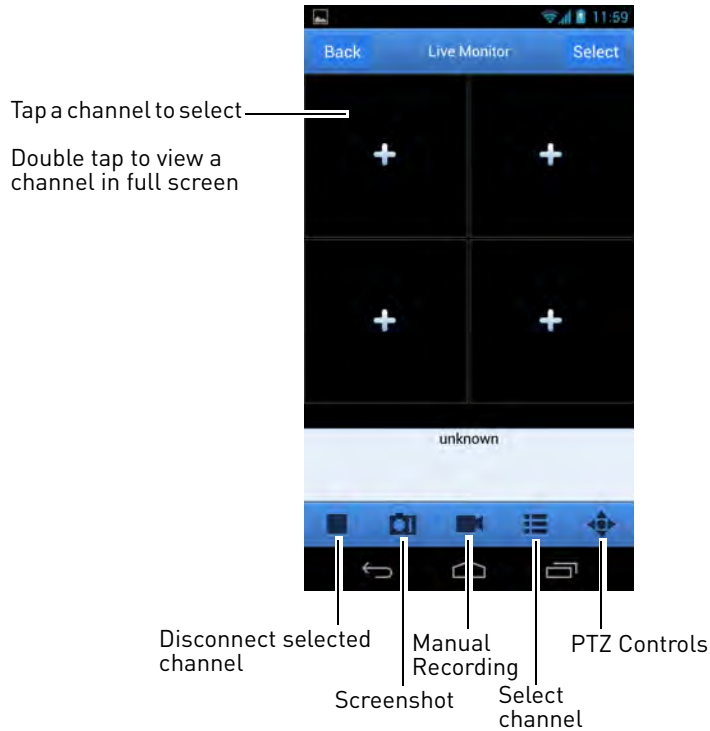 11:59
Back Live Monitor Select
Tap a channel to select
Double tap to view a
channel in full screen
unknown
Disconnect selected
channel
Screenshot
Manual
Recording
Select
channel
PTZ Controls